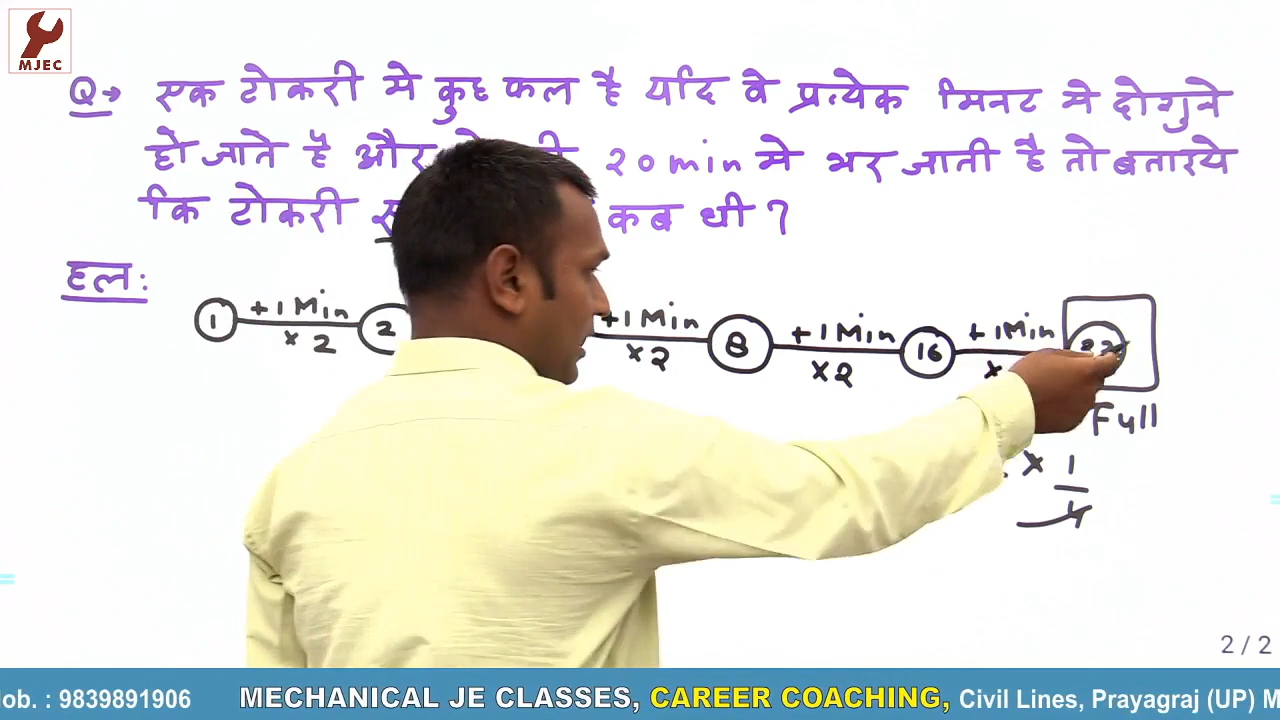 MJEC
Q→ एक टोकरी मे कुछ फल है यदि वे प्रत्येक मिनट मे दोगुने
हो जाते है और 20 min मे भर जाती है तो बताइये
कि टोकरी कब थी ?
हल:
1 +1 Min ×2 2 +1 Min ×2 8 +1 Min ×2 16 +1 Min
Full
× 1
4
2 / 2
lob. : 9839891906 MECHANICAL JE CLASSES, CAREER COACHING, Civil Lines, Prayagraj (UP) M